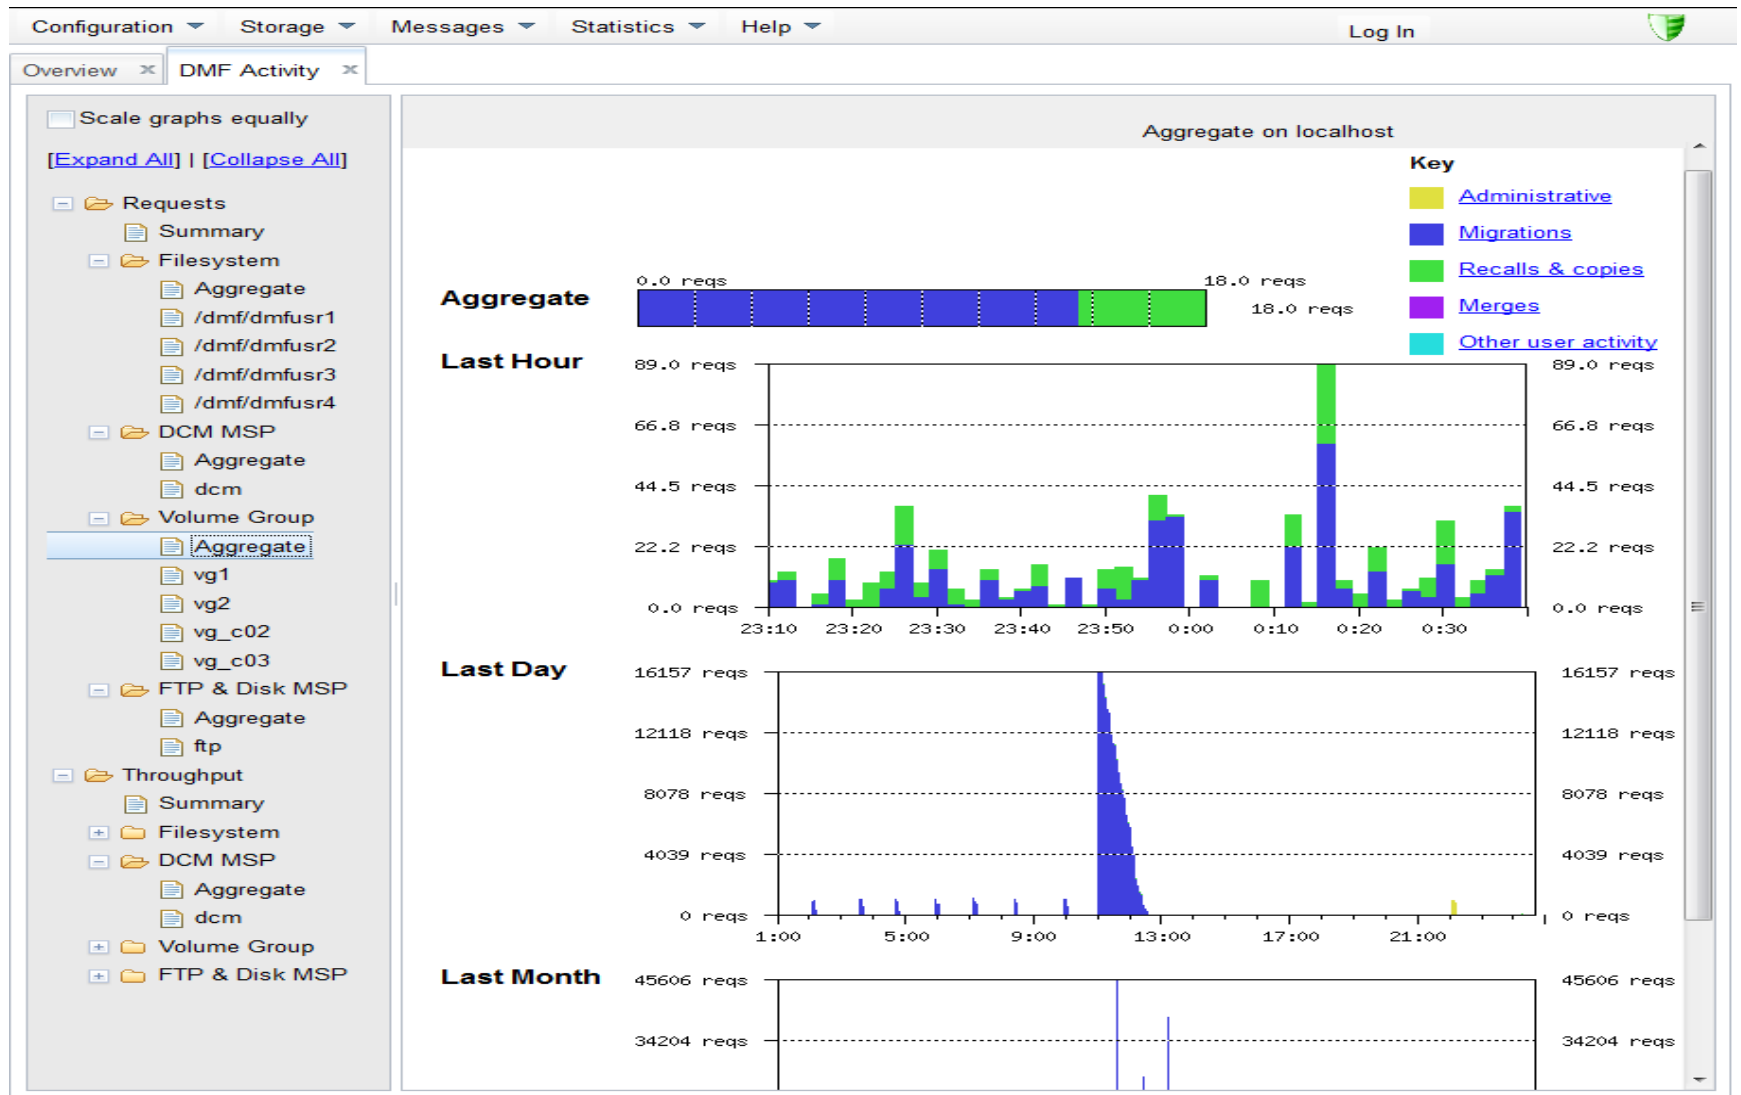 Configuration Storage Messages Statistics Help Log In
Overview × DMF Activity ×
Scale graphs equally
[Expand All] | [Collapse All]
Requests
Summary
Filesystem
Aggregate
/dmf/dmfusr1
/dmf/dmfusr2
/dmf/dmfusr3
/dmf/dmfusr4
DCM MSP
Aggregate
dcm
Volume Group
Aggregate
vg1
vg2
vg_c02
vg_c03
FTP & Disk MSP
Aggregate
ftp
Throughput
Summary
Filesystem
DCM MSP
Aggregate
dcm
Volume Group
FTP & Disk MSP
Aggregate on localhost
Key
Administrative
Migrations
Recalls & copies
Merges
Other user activity
0.0 reqs 18.0 reqs
Aggregate 18.0 reqs
Last Hour
89.0 reqs 89.0 reqs
66.8 reqs 66.8 reqs
44.5 reqs 44.5 reqs
22.2 reqs 22.2 reqs
0.0 reqs 0.0 reqs
23:10 23:20 23:30 23:40 23:50 0:00 0:10 0:20 0:30
Last Day
16157 reqs 16157 reqs
12118 reqs 12118 reqs
8078 reqs 8078 reqs
4039 reqs 4039 reqs
0 reqs 0 reqs
1:00 5:00 9:00 13:00 17:00 21:00
Last Month
45606 reqs 45606 reqs
34204 reqs 34204 reqs